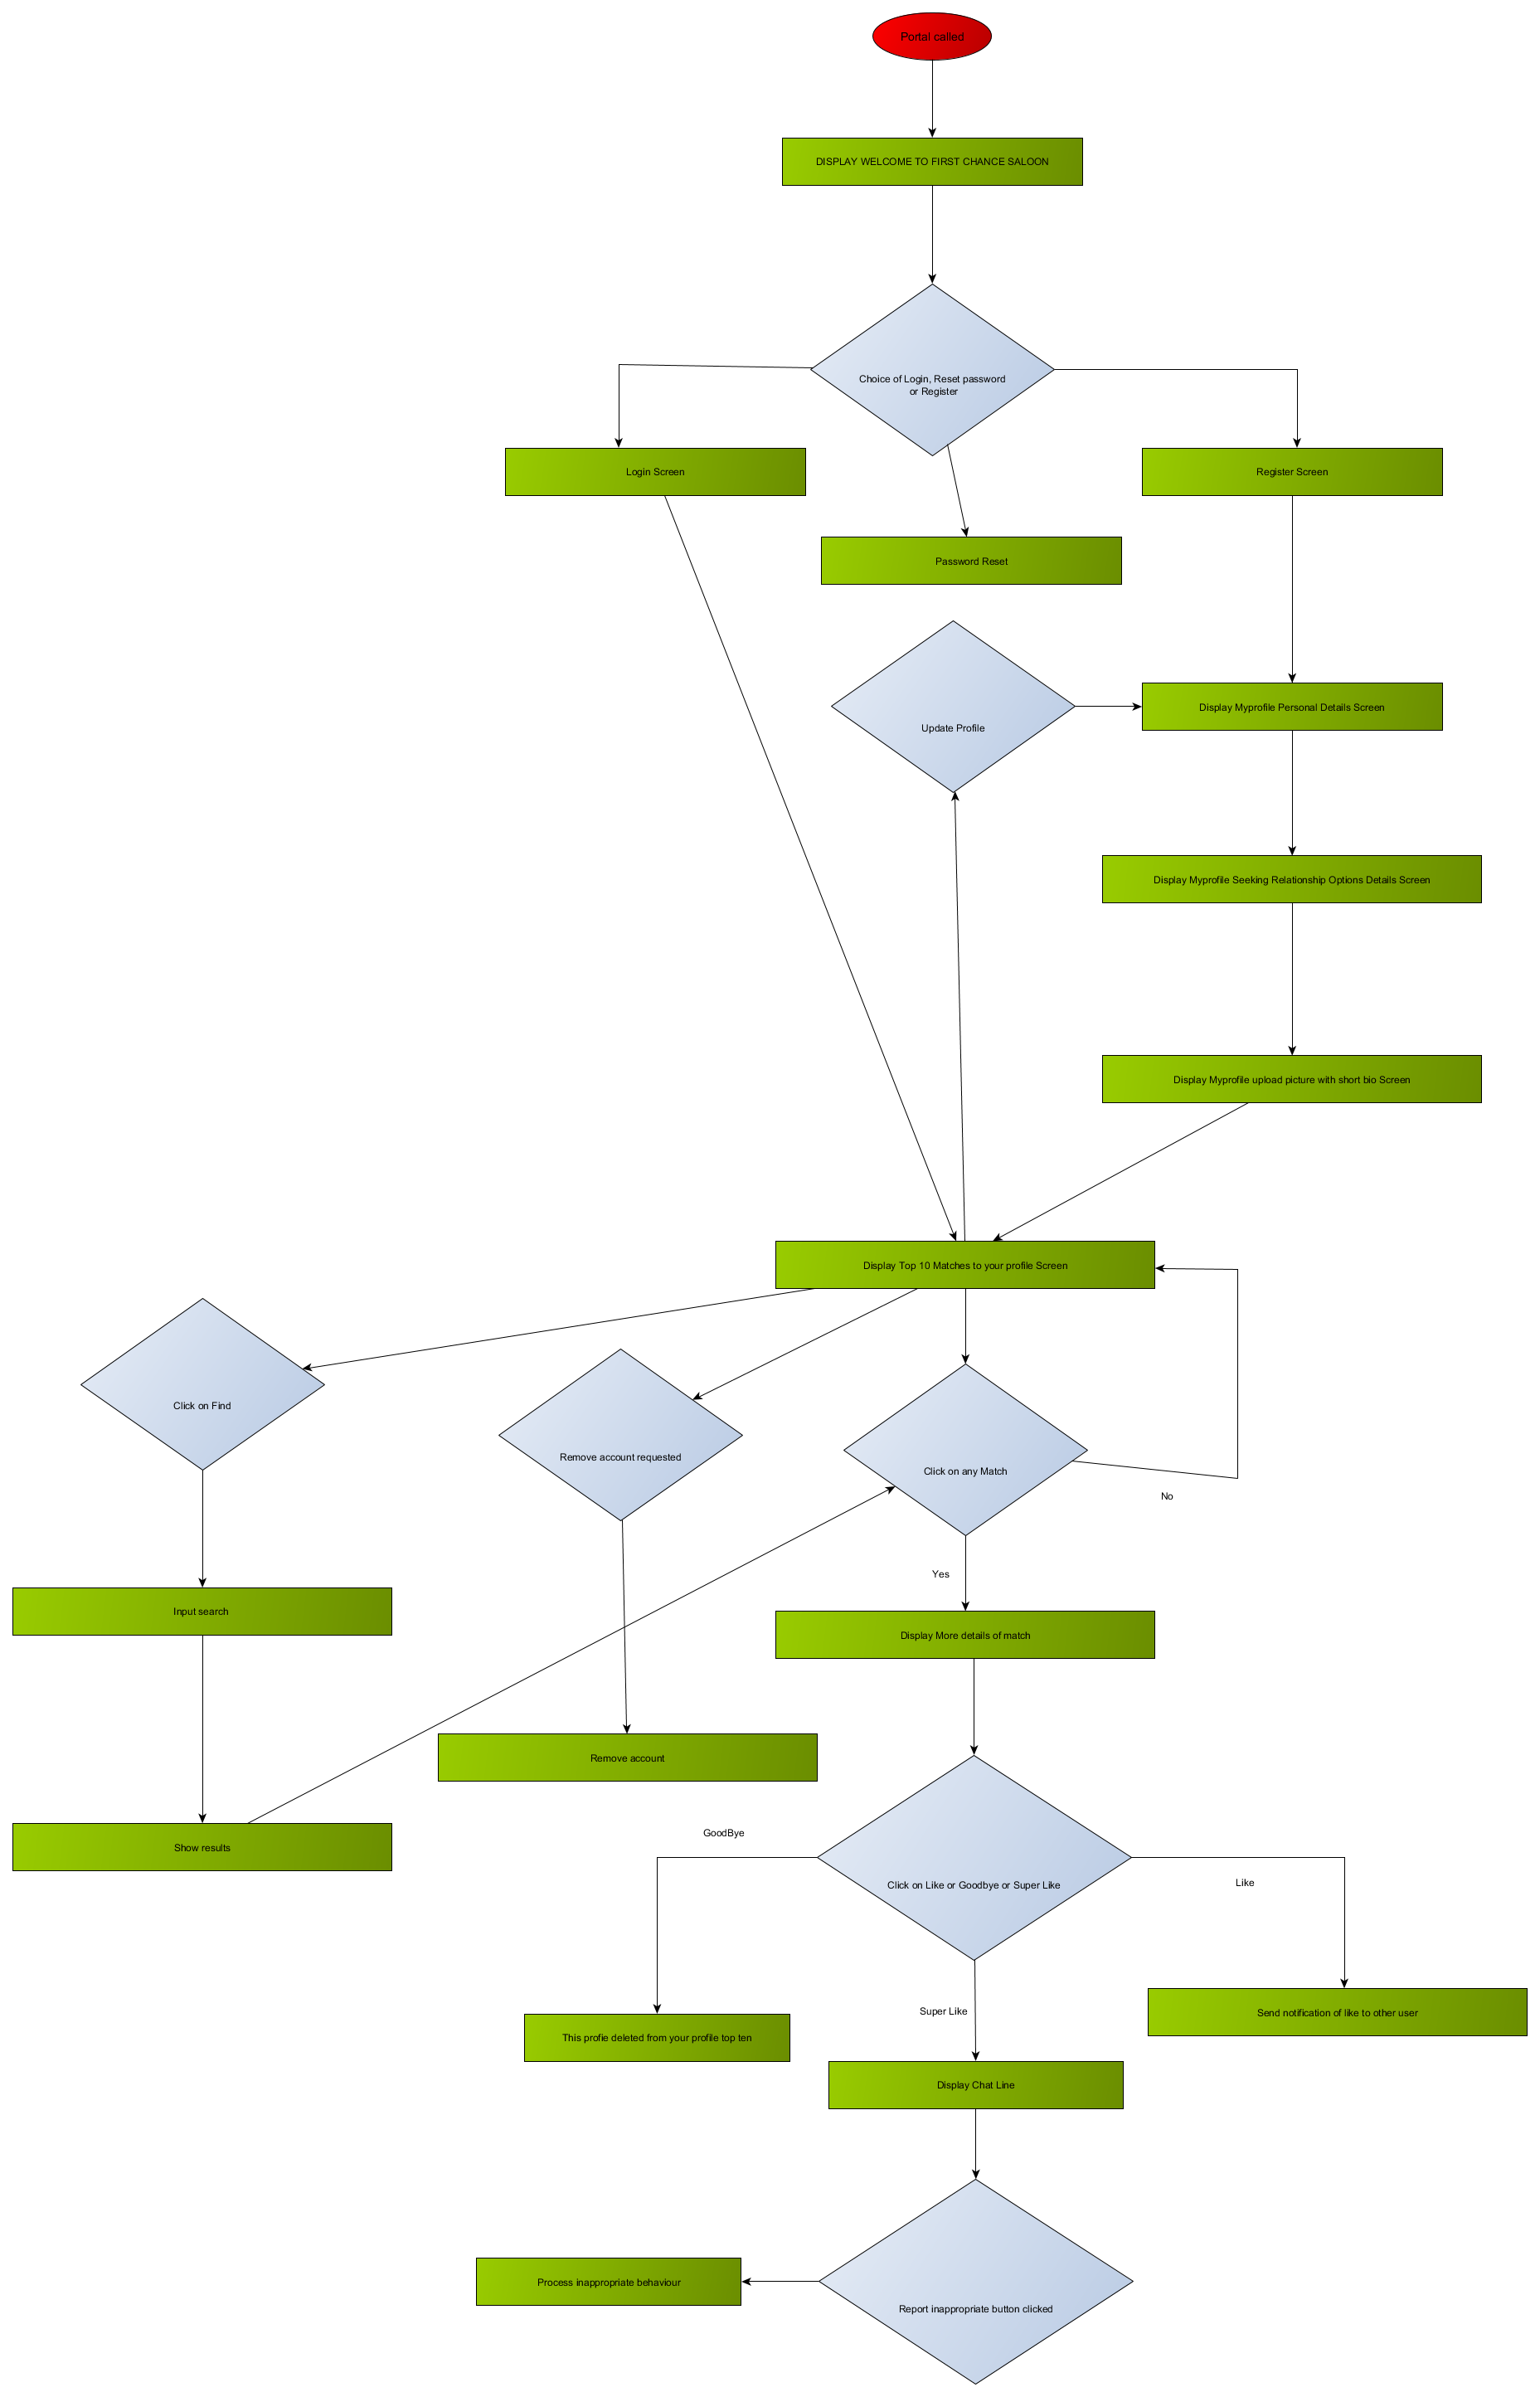 Portal called
DISPLAY WELCOME TO FIRST CHANCE SALOON
Choice of Login, Reset password
or Register
Login Screen
Register Screen
Password Reset
Update Profile
Display Myprofile Personal Details Screen
Display Myprofile Seeking Relationship Options Details Screen
Display Myprofile upload picture with short bio Screen
Display Top 10 Matches to your profile Screen
Click on Find
Remove account requested
Click on any Match
No
Yes
Input search
Display More details of match
Remove account
Show results
GoodBye
Click on Like or Goodbye or Super Like
Like
Super Like
Send notification of like to other user
This profie deleted from your profile top ten
Display Chat Line
Process inappropriate behaviour
Report inappropriate button clicked